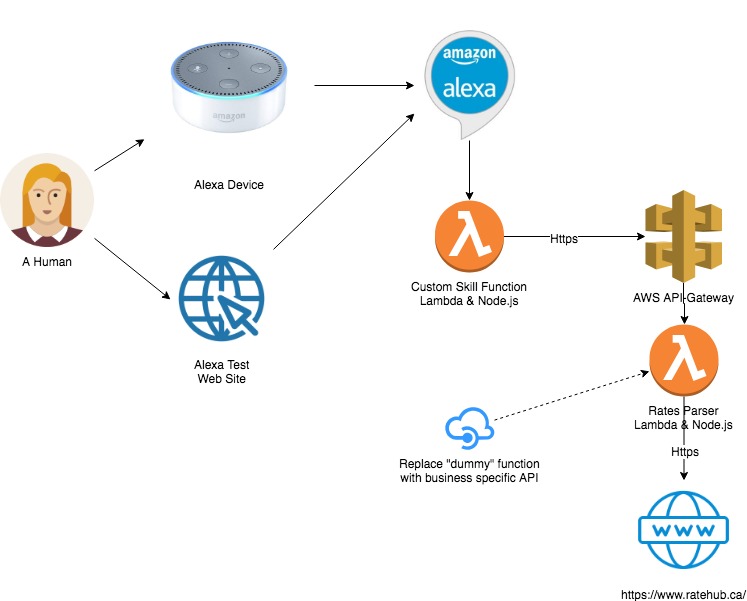 amazon
alexa
amazon
Alexa Device
A Human
Https
Custom Skill Function
Lambda & Node.js
AWS API-Gateway
Alexa Test
Web Site
Rates Parser
Lambda & Node.js
Https
Replace "dummy" function
with business specific API
WWW
https://www.ratehub.ca/